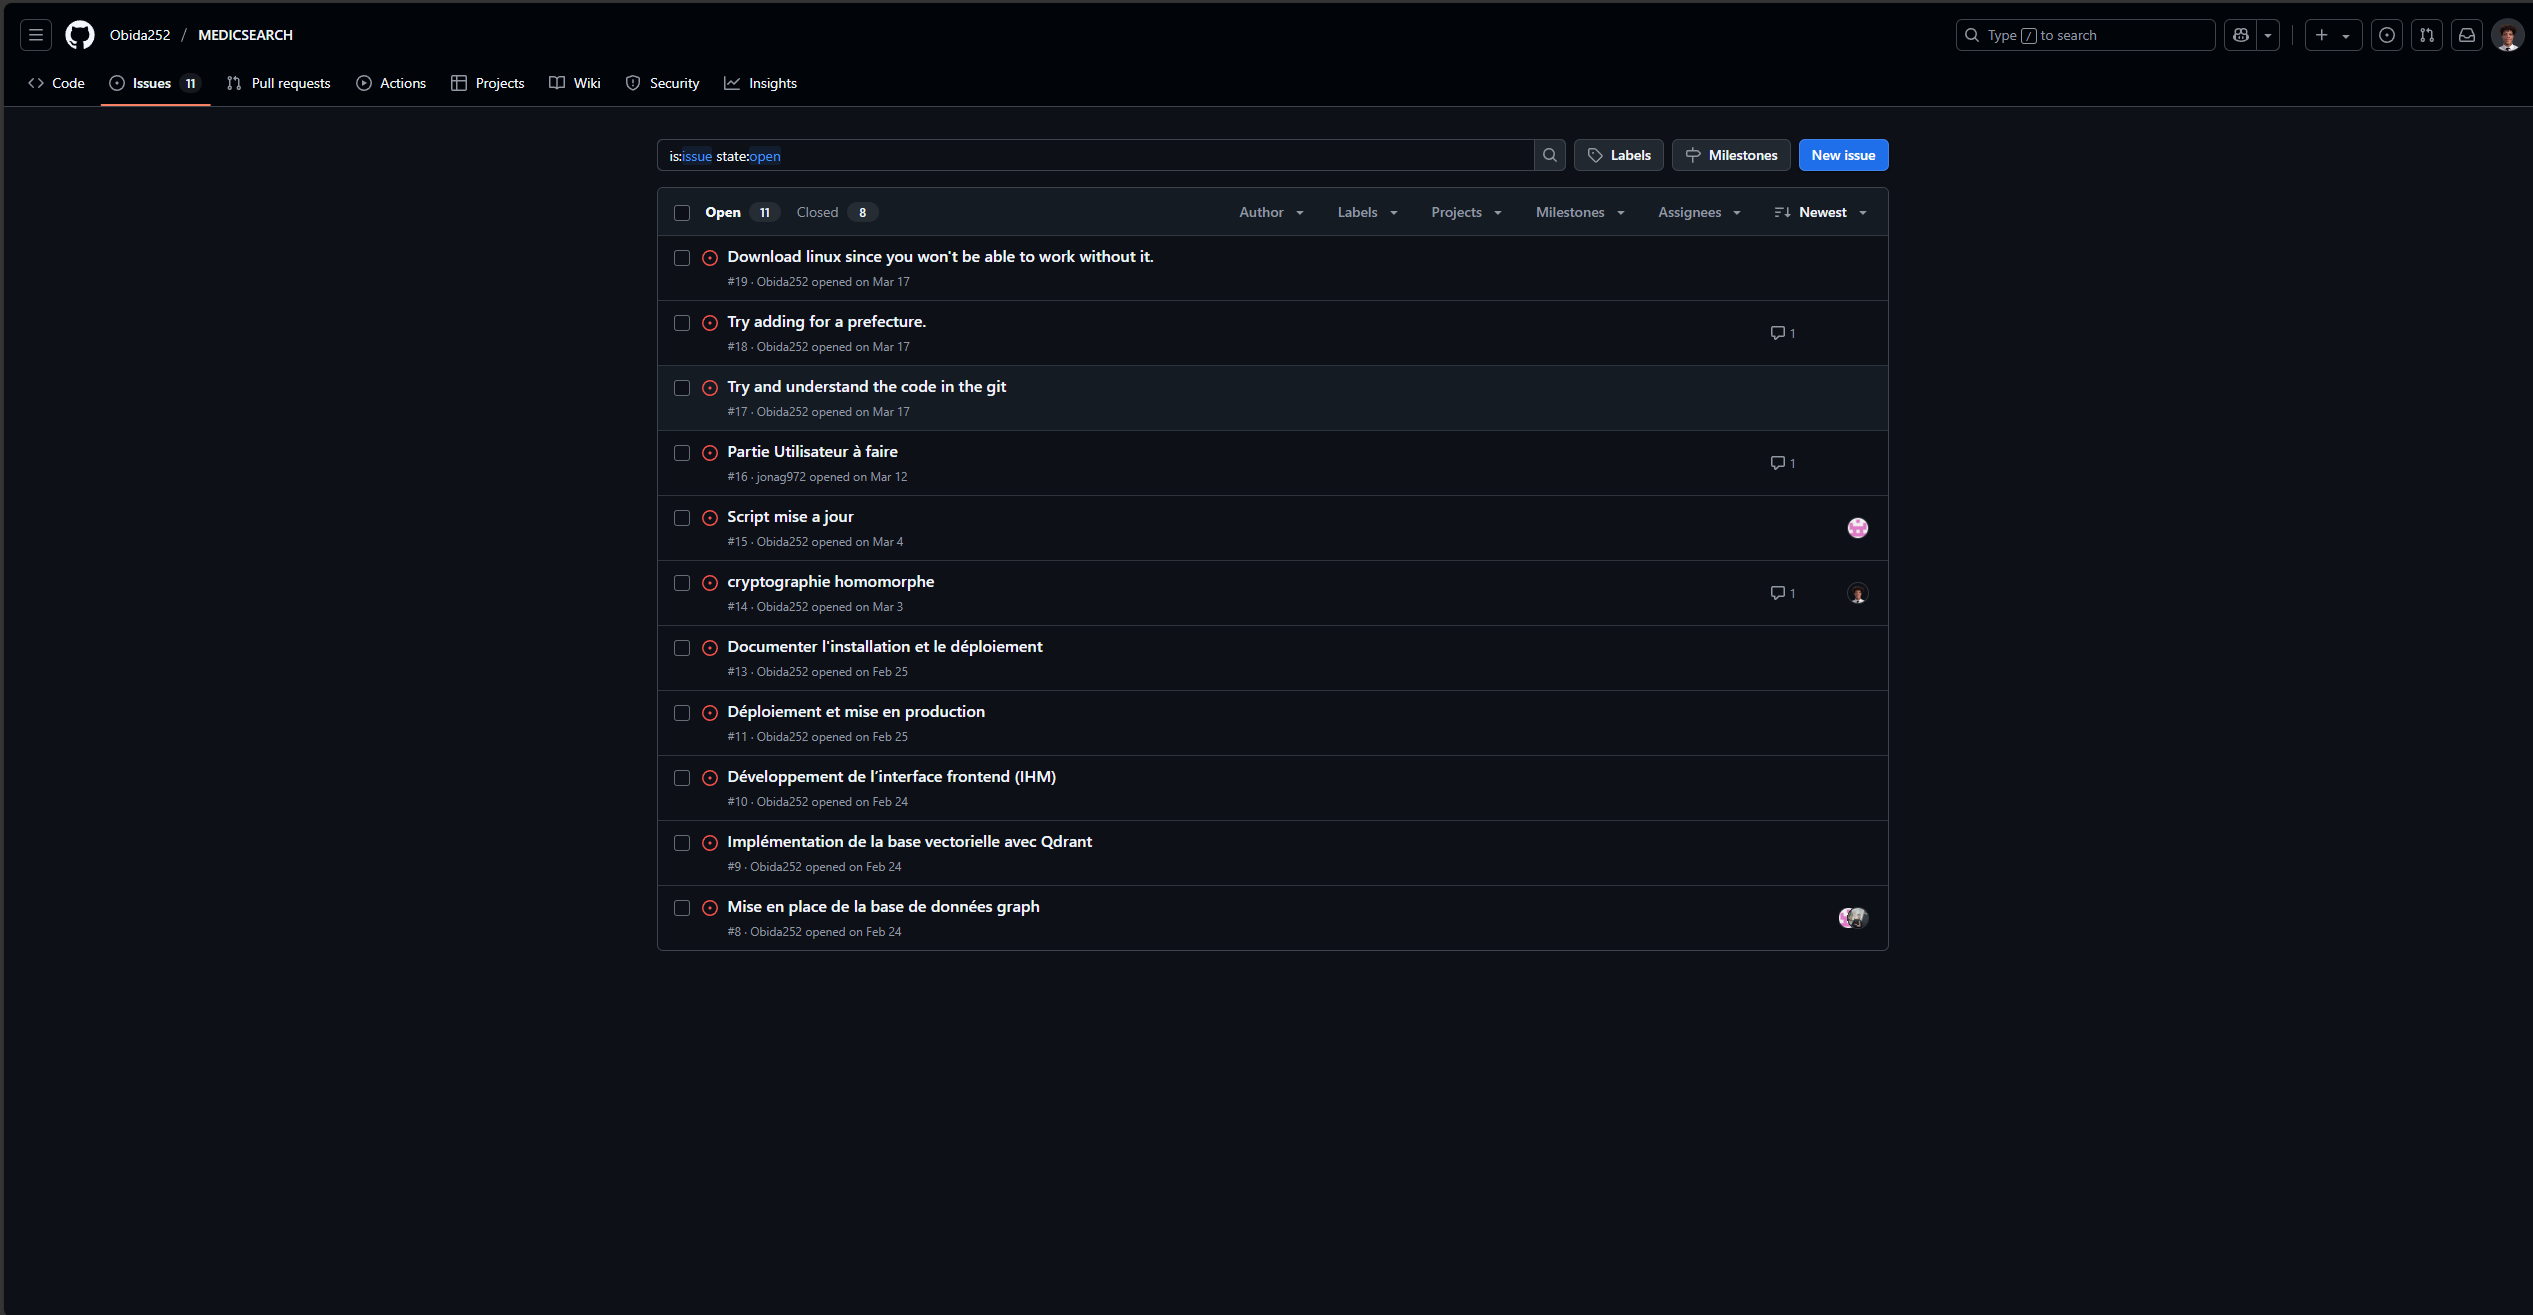 Obida252 / MEDICSEARCH
Type / to search
Code
Issues 11
Pull requests
Actions
Projects
Wiki
Security
Insights
is:issue state:open
Labels
Milestones
New issue
Open 11
Closed 8
Author
Labels
Projects
Milestones
Assignees
Newest
Download linux since you won't be able to work without it.
#19 · Obida252 opened on Mar 17
Try adding for a prefecture.
1
#18 · Obida252 opened on Mar 17
Try and understand the code in the git
#17 · Obida252 opened on Mar 17
Partie Utilisateur à faire
1
#16 · jonag972 opened on Mar 12
Script mise a jour
#15 · Obida252 opened on Mar 4
cryptographie homomorphe
1
#14 · Obida252 opened on Mar 3
Documenter l'installation et le déploiement
#13 · Obida252 opened on Feb 25
Déploiement et mise en production
#11 · Obida252 opened on Feb 25
Développement de l’interface frontend (IHM)
#10 · Obida252 opened on Feb 24
Implémentation de la base vectorielle avec Qdrant
#9 · Obida252 opened on Feb 24
Mise en place de la base de données graph
#8 · Obida252 opened on Feb 24